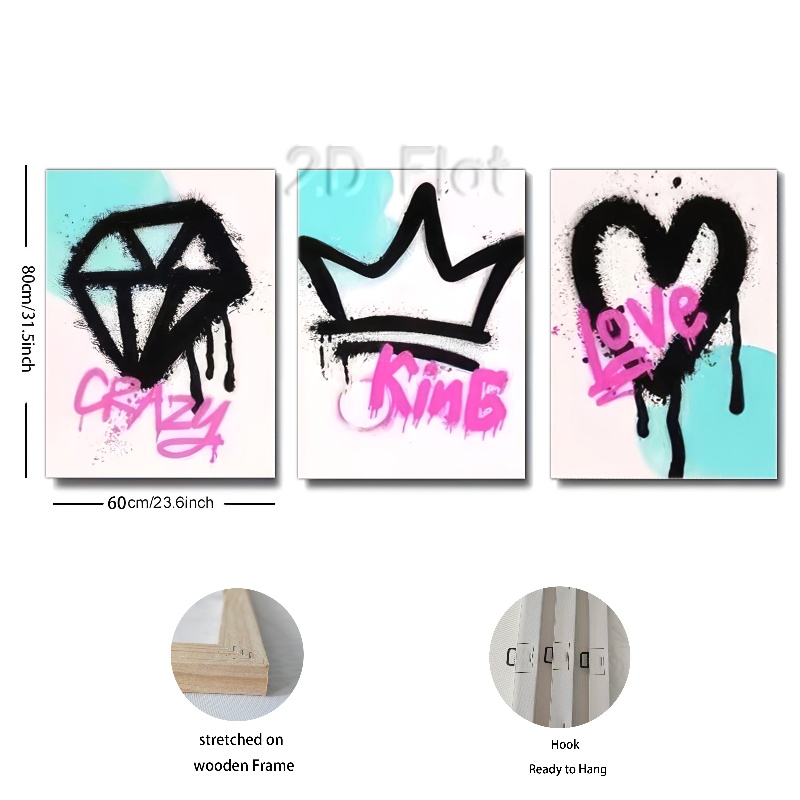 2D Flat
80cm/31.5inch
CRAZY
KinG
Love
60cm/23.6inch
stretched on
wooden Frame
Hook
Ready to Hang